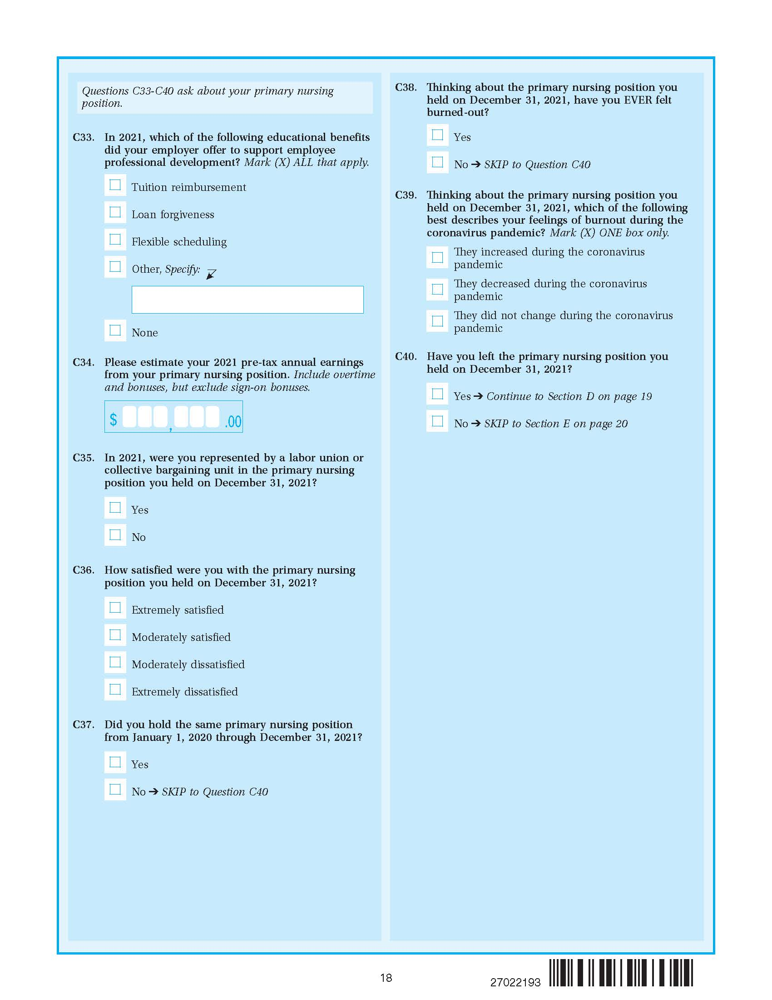 Questions C33-C40 ask about your primary nursing
position.
C33. In 2021, which of the following educational benefits
did your employer offer to support employee
professional development? Mark (X) ALL that apply.
Tuition reimbursement
Loan forgiveness
Flexible scheduling
Other, Specify:
None
C34. Please estimate your 2021 pre-tax annual earnings
from your primary nursing position. Include overtime
and bonuses, but exclude sign-on bonuses.
$ , .00
C35. In 2021, were you represented by a labor union or
collective bargaining unit in the primary nursing
position you held on December 31, 2021?
Yes
No
C36. How satisfied were you with the primary nursing
position you held on December 31, 2021?
Extremely satisfied
Moderately satisfied
Moderately dissatisfied
Extremely dissatisfied
C37. Did you hold the same primary nursing position
from January 1, 2020 through December 31, 2021?
Yes
No ➔ SKIP to Question C40
C38. Thinking about the primary nursing position you
held on December 31, 2021, have you EVER felt
burned-out?
Yes
No ➔ SKIP to Question C40
C39. Thinking about the primary nursing position you
held on December 31, 2021, which of the following
best describes your feelings of burnout during the
coronavirus pandemic? Mark (X) ONE box only.
They increased during the coronavirus
pandemic
They decreased during the coronavirus
pandemic
They did not change during the coronavirus
pandemic
C40. Have you left the primary nursing position you
held on December 31, 2021?
Yes ➔ Continue to Section D on page 19
No ➔ SKIP to Section E on page 20
18
27022193